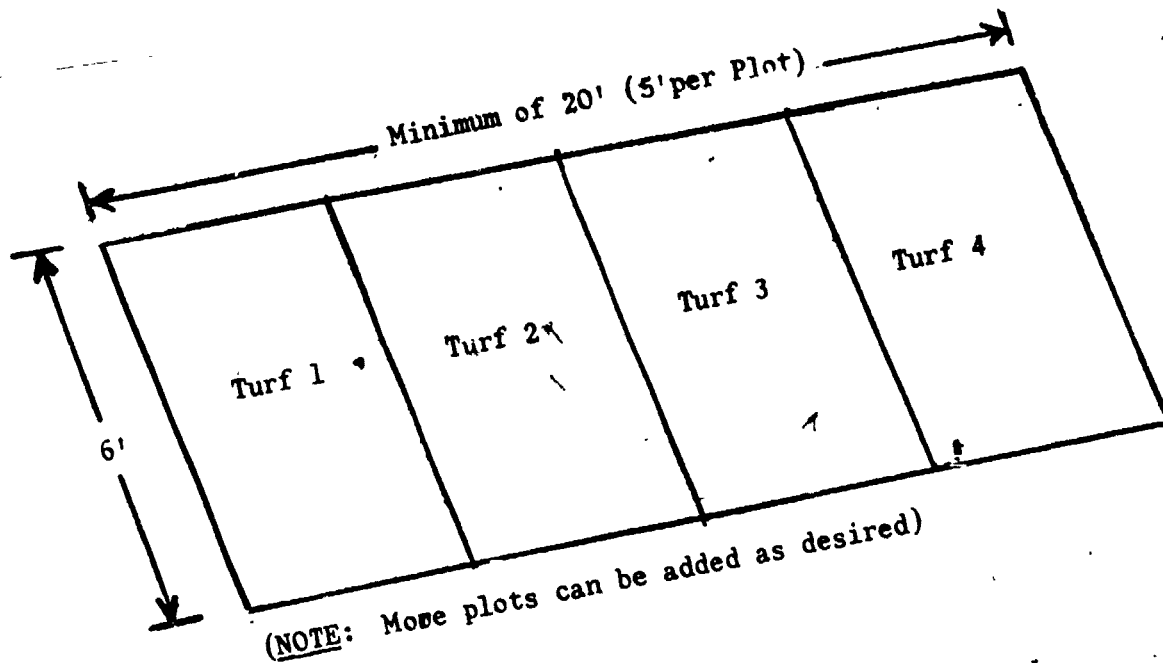 Minimum of 20' (5'per Plot)
Turf 1
Turf 2
Turf 3
Turf 4
6'
(NOTE: More plots can be added as desired)